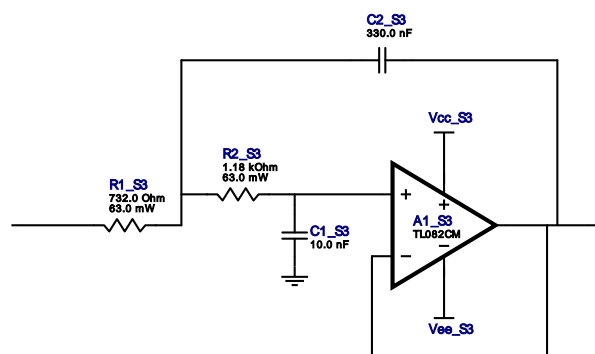 C2_S3
330.0 nF
Vcc_S3
R2_S3
1.18 kOhm
63.0 mW
R1_S3
732.0 Ohm
63.0 mW
+
+
A1_S3
TL082CM
C1_S3
10.0 nF
−
−
Vee_S3